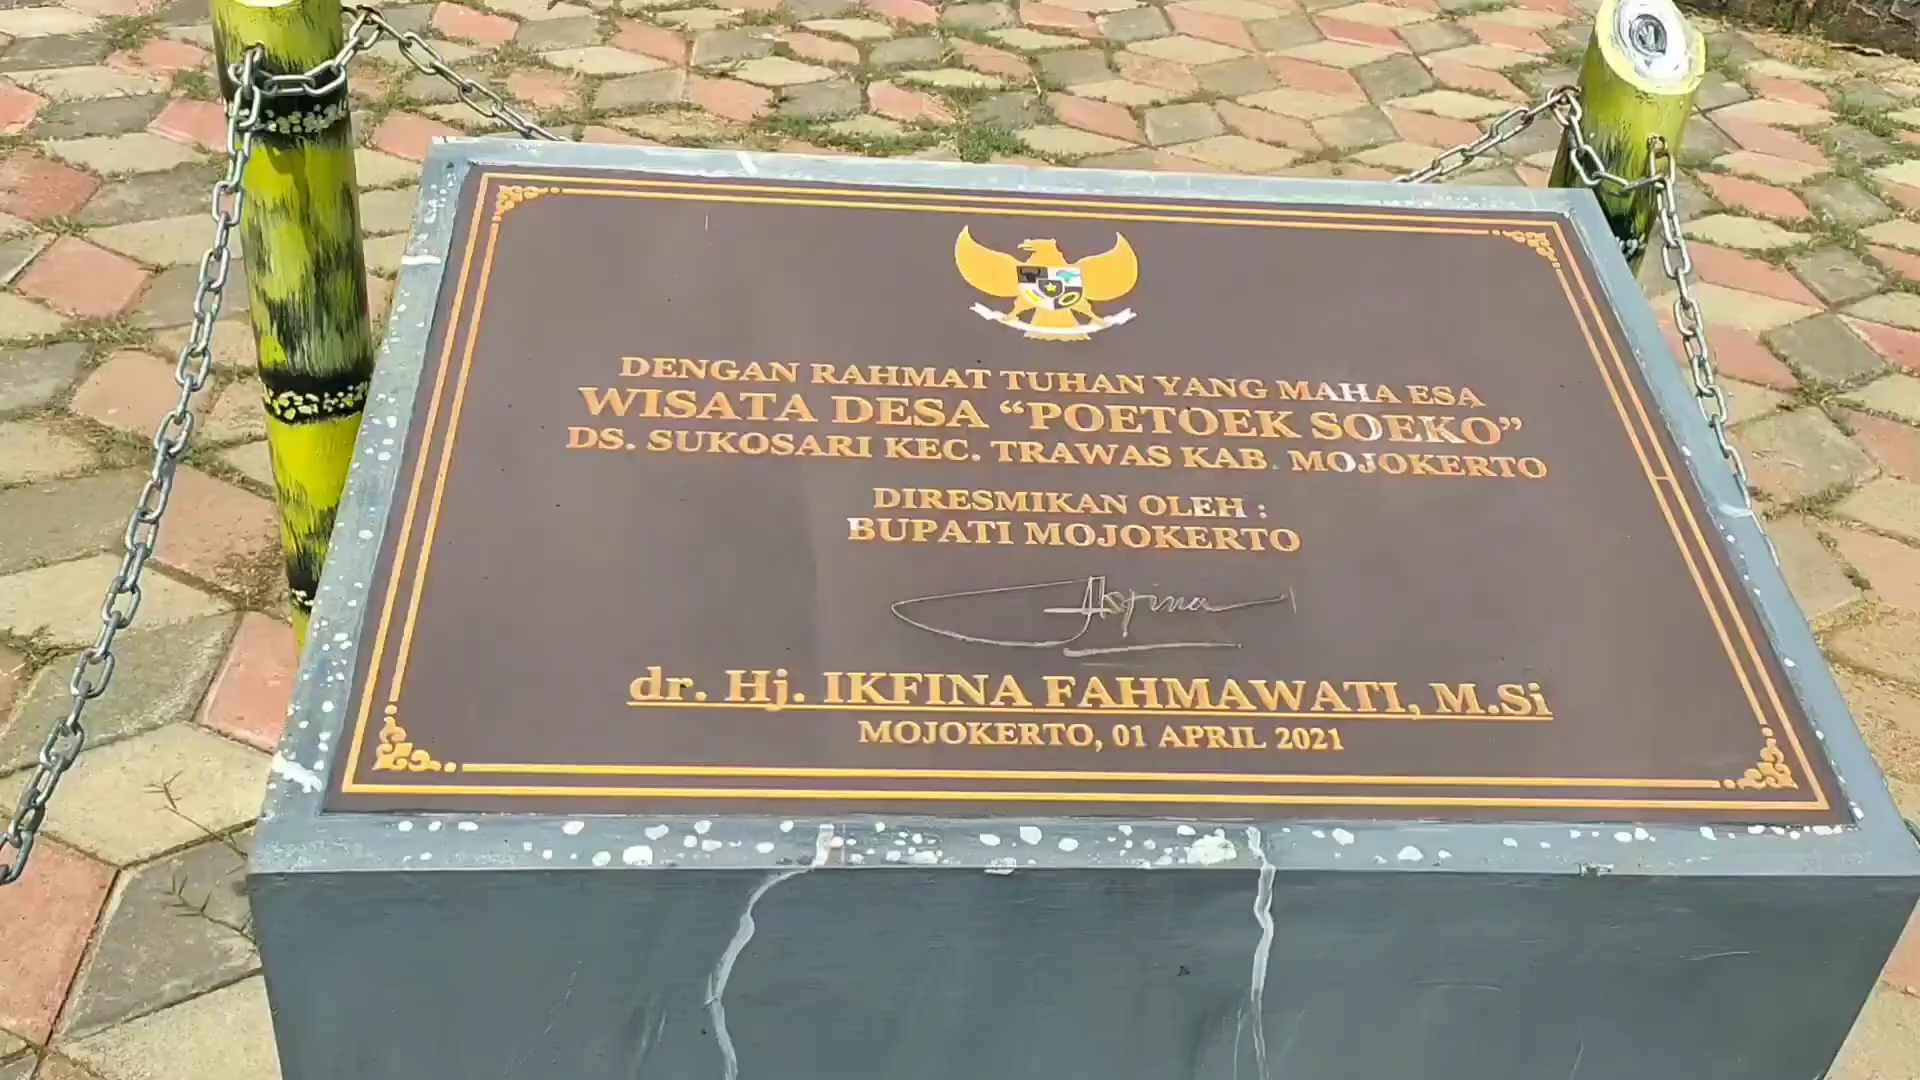 DENGAN RAHMAT TUHAN YANG MAHA ESA
WISATA DESA “POETOEK SOEKO”
DS. SUKOSARI KEC. TRAWAS KAB. MOJOKERTO
DIRESMIKAN OLEH :
BUPATI MOJOKERTO
dr. Hj. IKFINA FAHMAWATI, M.Si
MOJOKERTO, 01 APRIL 2021